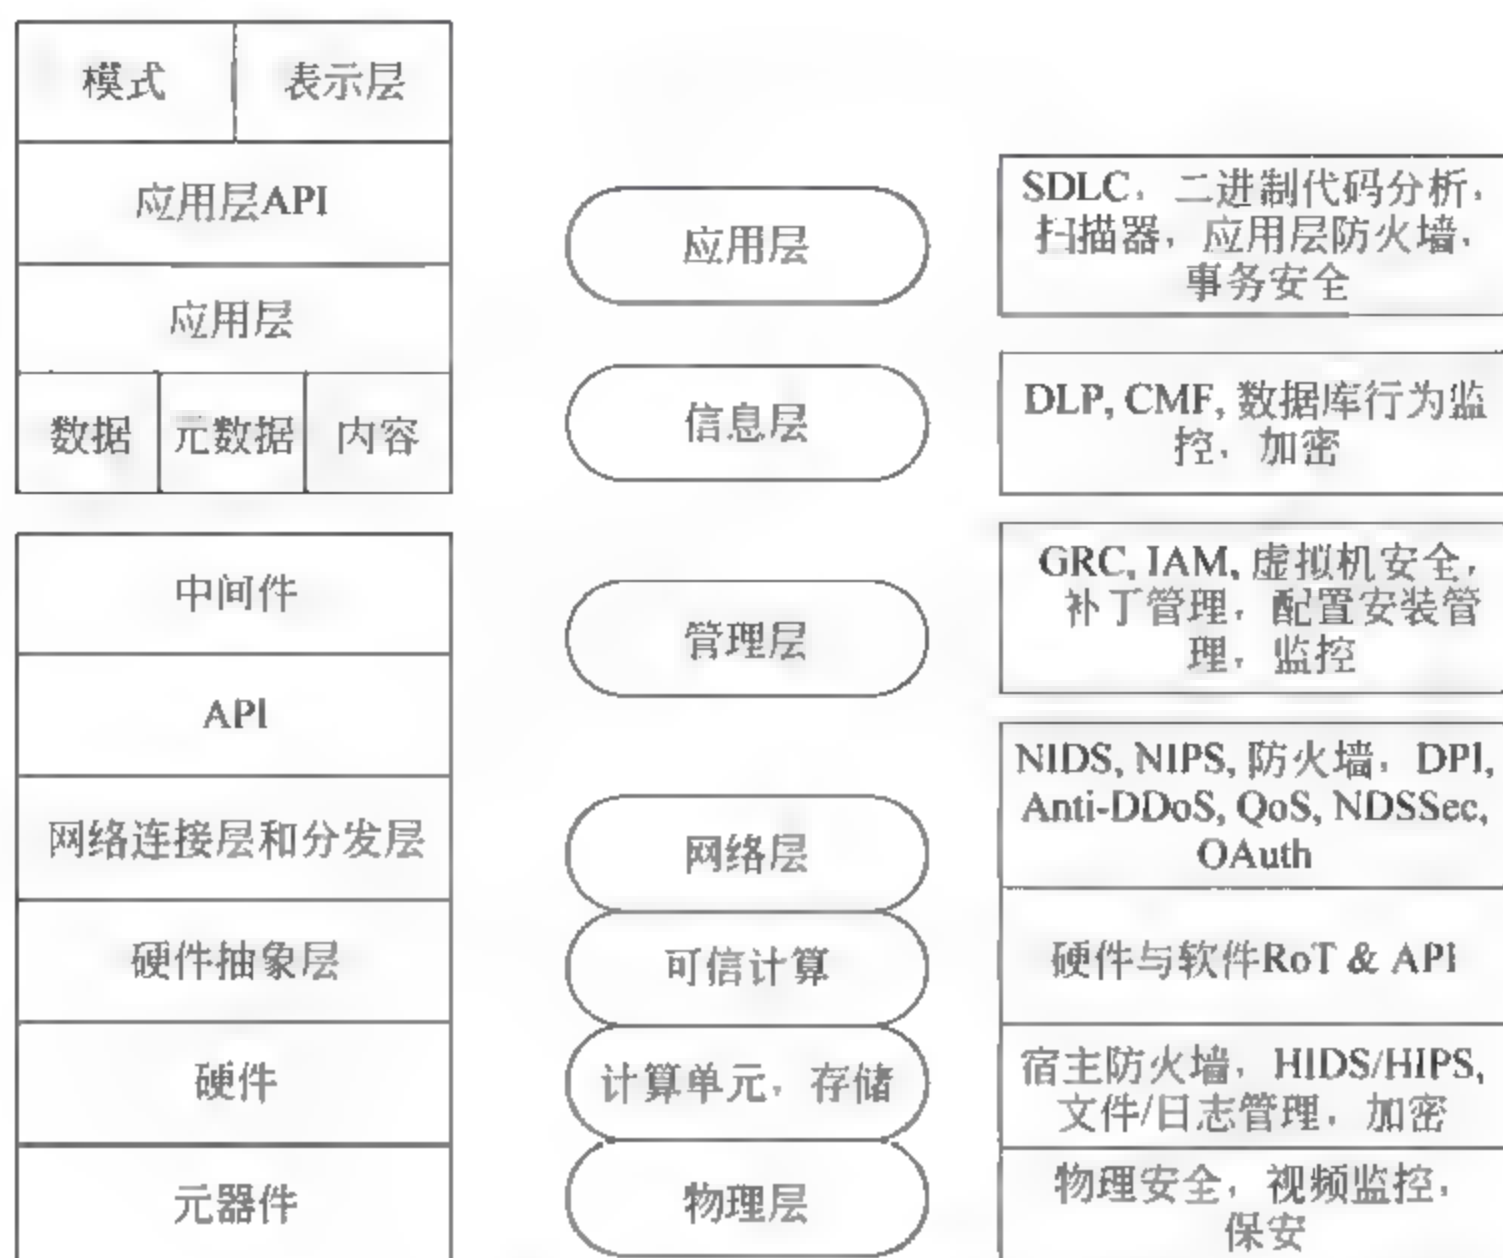 模式
表示层
应用层API
应用层
数据
元数据
内容
中间件
API
网络连接层和分发层
硬件抽象层
硬件
元器件
应用层
信息层
管理层
网络层
可信计算
计算单元，存储
物理层
SDLC，二进制代码分析，
扫描器，应用层防火墙，
事务安全
DLP, CMF, 数据库行为监
控，加密
GRC, IAM, 虚拟机安全，
补丁管理，配置安装管
理，监控
NIDS, NIPS, 防火墙，DPI,
Anti-DDoS, QoS, NDSSec,
OAuth
硬件与软件RoT & API
宿主防火墙，HIDS/HIPS,
文件/日志管理，加密
物理安全，视频监控，
保安